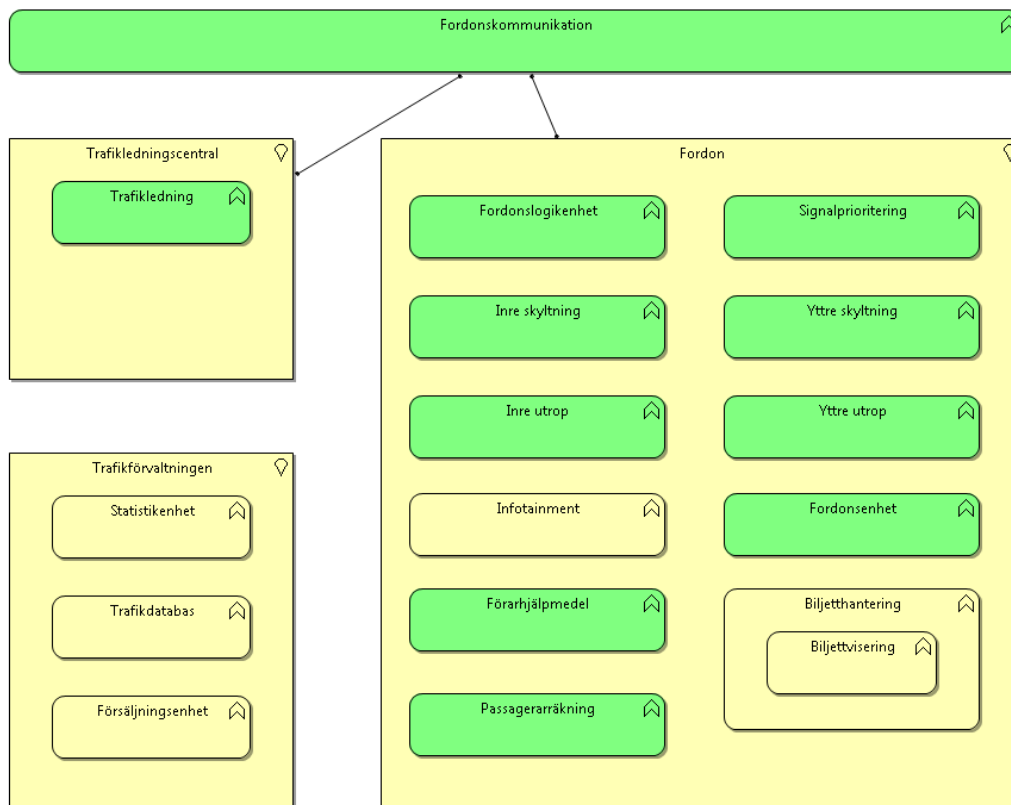 Fordonskommunikation
Trafikledningscentral
Trafikledning
Fordon
Fordonslogikenhet
Signalprioritering
Inre skyltning
Yttre skyltning
Inre utrop
Yttre utrop
Infotainment
Fordonsenhet
Förarhjälpmedel
Biljetthantering
Biljettvisering
Passagerarräkning
Trafikförvaltningen
Statistikenhet
Trafikdatabas
Försäljningsenhet